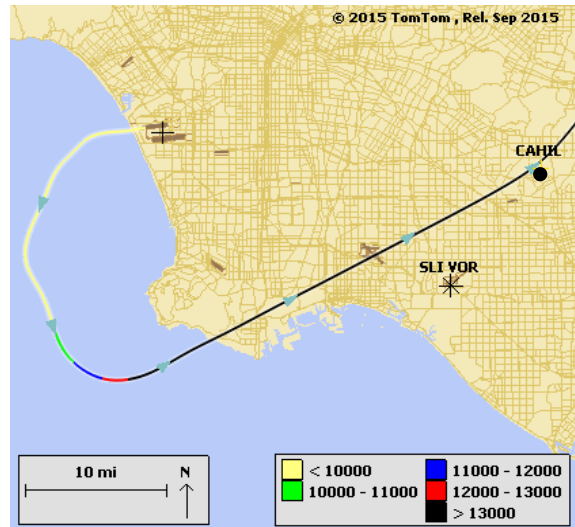 © 2015 TomTom , Rel. Sep 2015
CAHIL
SLI VOR
10 mi
N
< 10000
10000 - 11000
11000 - 12000
12000 - 13000
> 13000